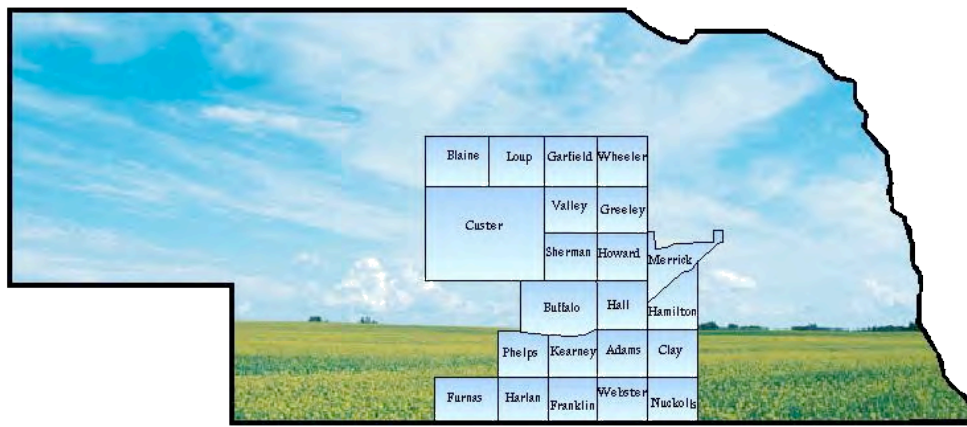 Blaine
Loup
Garfield
Wheeler
Valley
Greeley
Custer
Sherman
Howard
Merrick
Buffalo
Hall
Hamilton
Phelps
Kearney
Adams
Clay
Furnas
Harlan
Franklin
Webster
Nuckolls